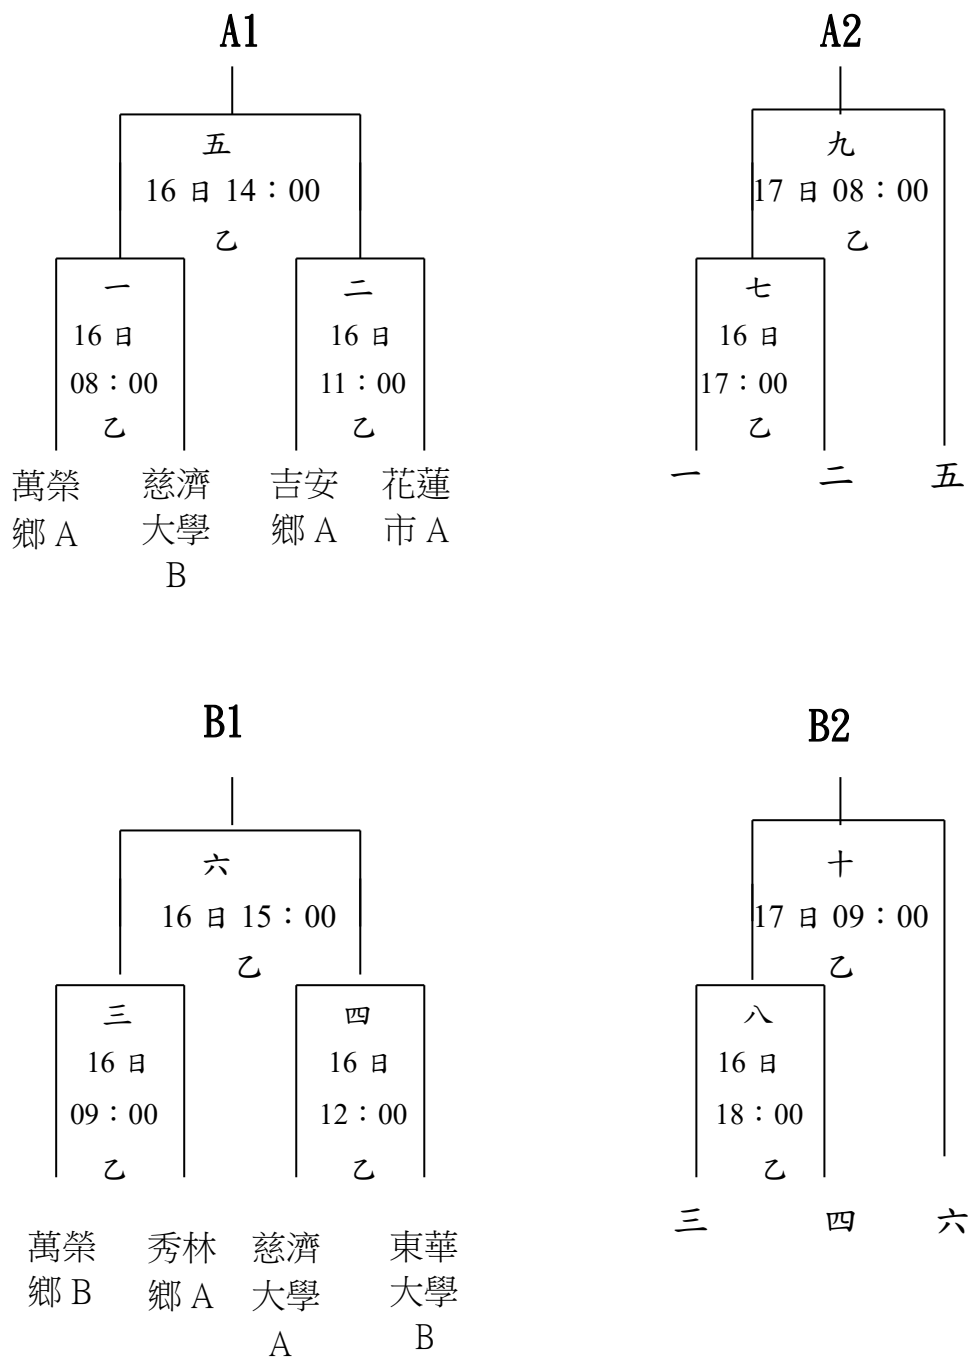 A1
五
16 日 14：00
乙
一
16 日
08：00
乙
二
16 日
11：00
乙
萬榮
鄉 A
慈濟
大學
B
吉安
鄉 A
花蓮
市 A
A2
九
17 日 08：00
乙
七
16 日
17：00
乙
一
二
五
B1
六
16 日 15：00
乙
三
16 日
09：00
乙
四
16 日
12：00
乙
萬榮
鄉 B
秀林
鄉 A
慈濟
大學
A
東華
大學
B
B2
十
17 日 09：00
乙
八
16 日
18：00
乙
三
四
六